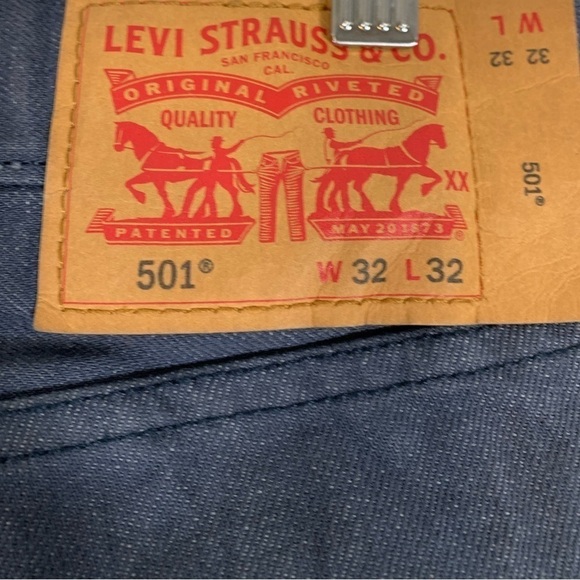 LEVI STRAUSS & CO.
SAN FRANCISCO
CAL.
ORIGINAL RIVETED
QUALITY CLOTHING
XX
PATENTED MAY 20 1873 ®
501® W 32 L 32
W L
32 32
501®